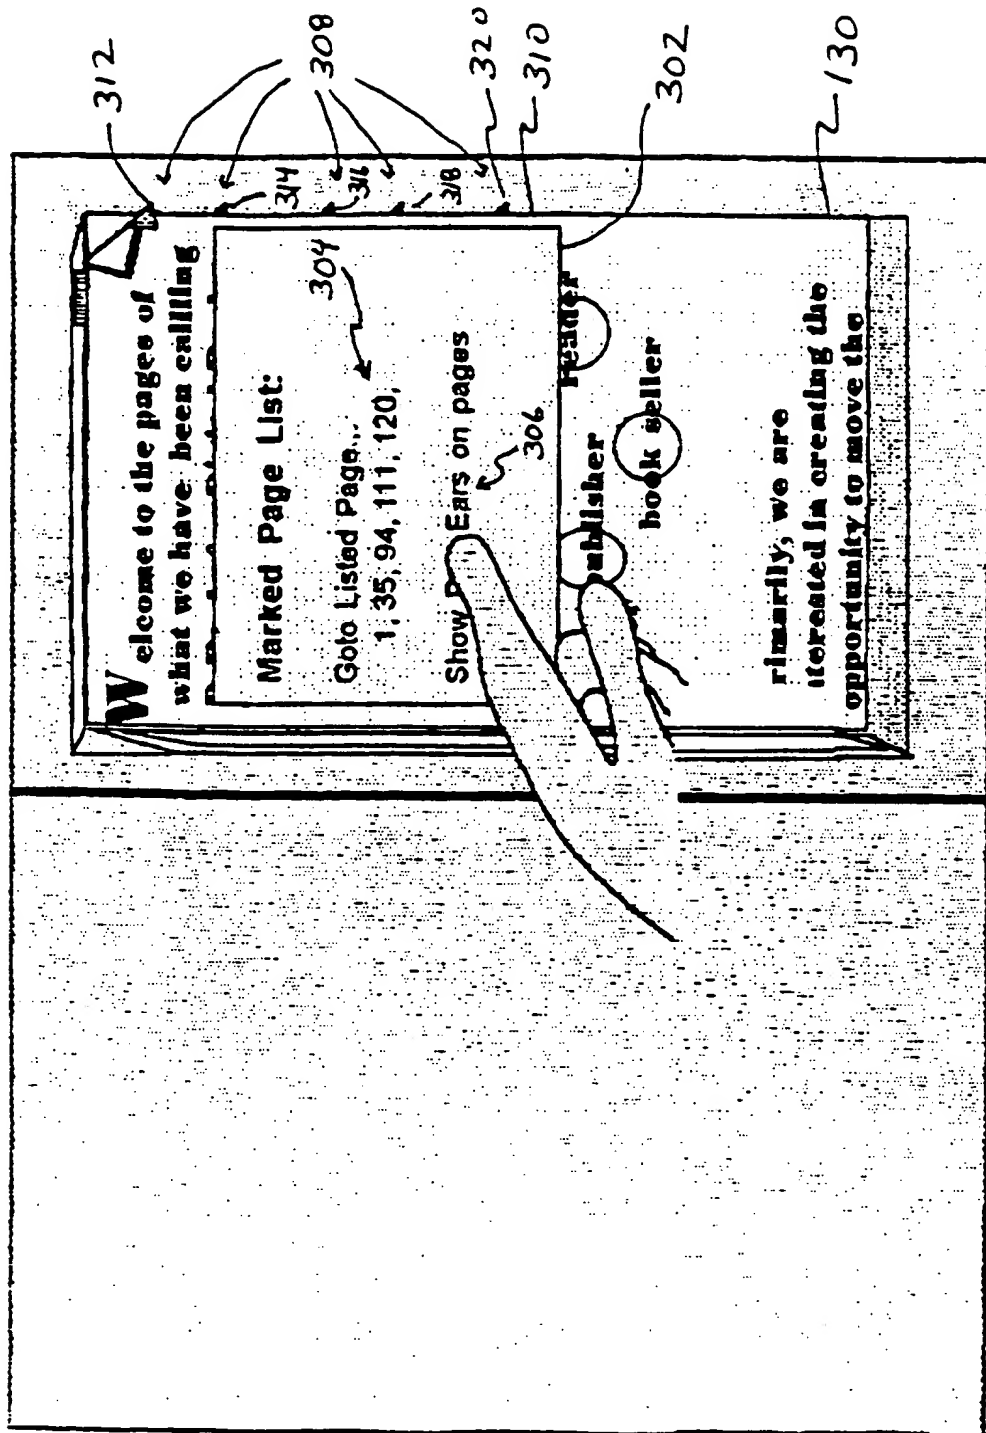 Welcome to the pages of
what we have been callling
Marked Page List:
Goto Listed Page...
1, 35, 94, 111, 120,
Show Ears on pages
reader
ublisher
book seller
rimarily, we are
iterested in creating the
opportunity to move the
312
308
314
316
318
320
310
302
304
306
130